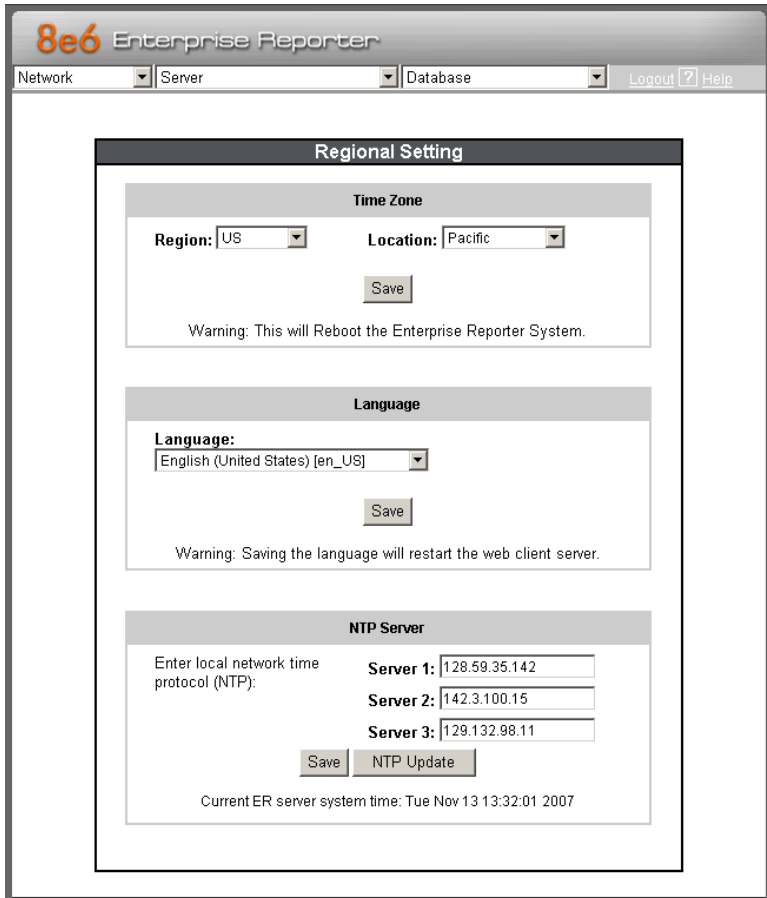 8e6 Enterprise Reporter
Network Server Database Logout ? Help
Regional Setting
Time Zone
Region: US Location: Pacific
Save
Warning: This will Reboot the Enterprise Reporter System.
Language
Language:
English (United States) [en_US]
Save
Warning: Saving the language will restart the web client server.
NTP Server
Enter local network time protocol (NTP):
Server 1: 128.59.35.142
Server 2: 142.3.100.15
Server 3: 129.132.98.11
Save NTP Update
Current ER server system time: Tue Nov 13 13:32:01 2007